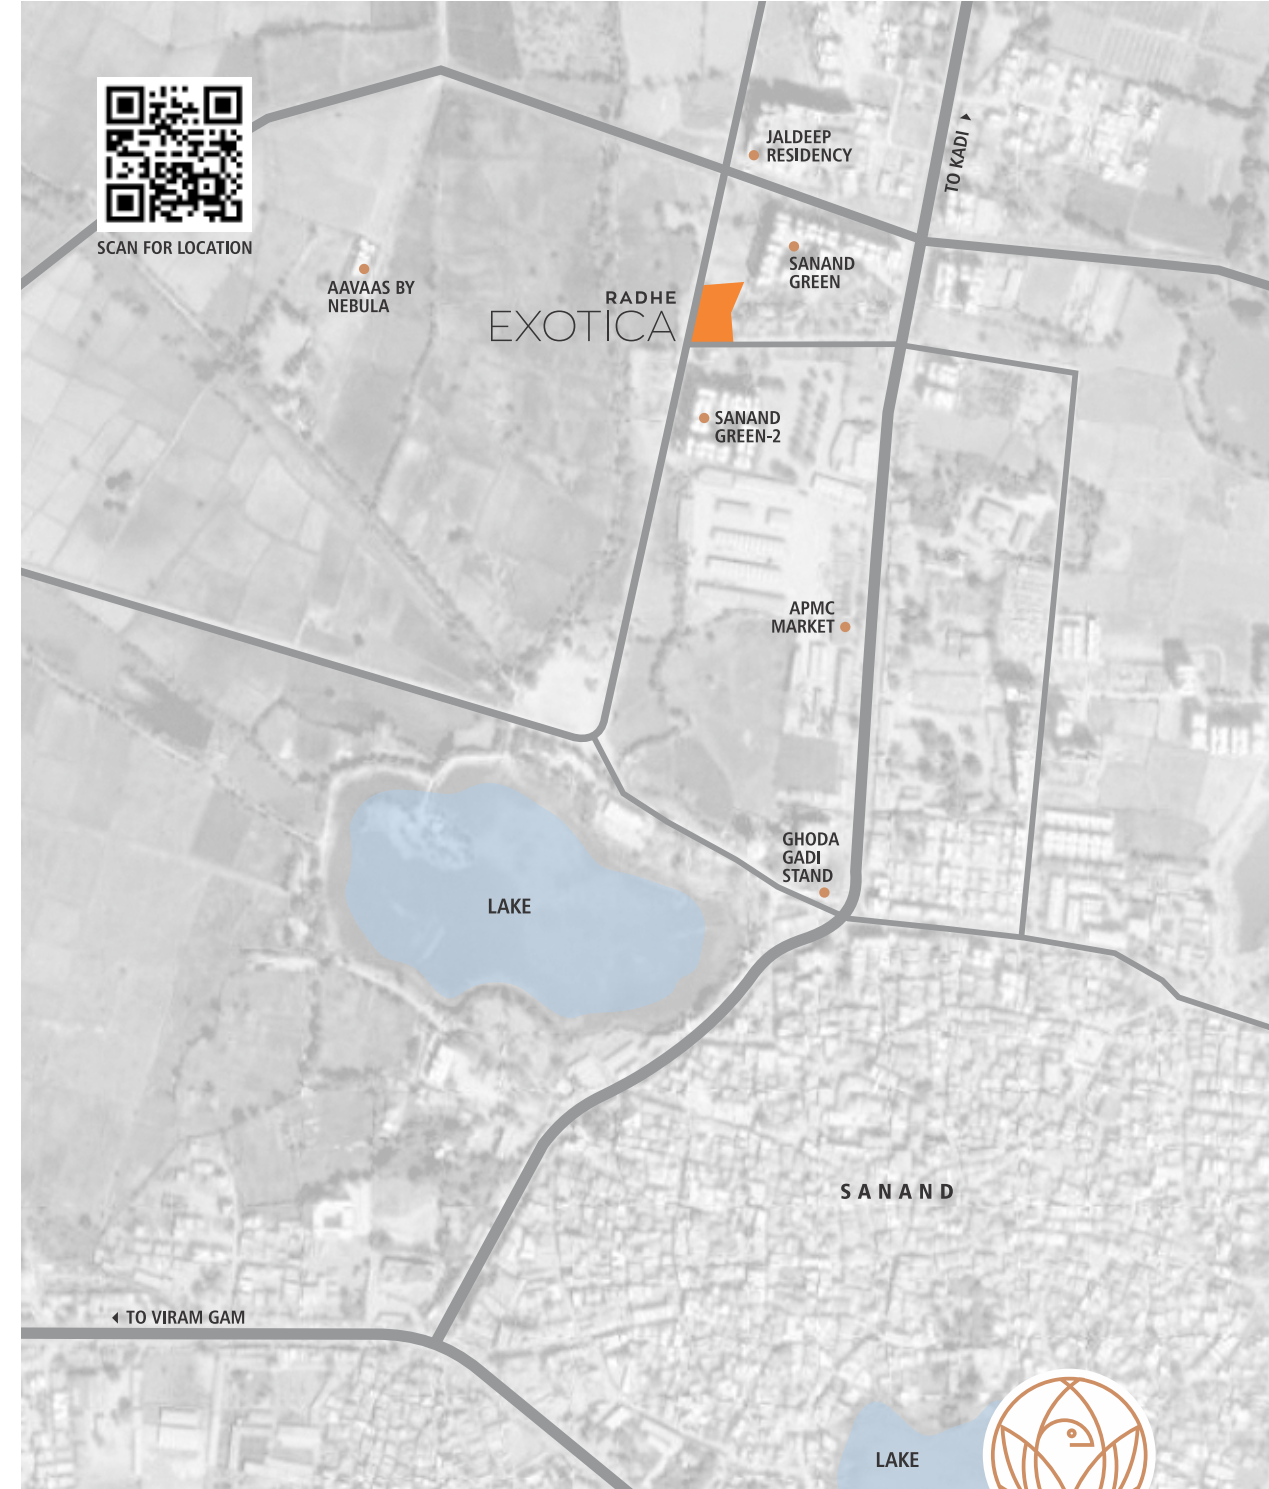 JALDEEP
RESIDENCY
TO KADI
SCAN FOR LOCATION
SANAND
GREEN
AAVAAS BY
NEBULA
RADHE
EXOTICA
SANAND
GREEN-2
APMC
MARKET
GHODA
GADI
STAND
LAKE
SANAND
TO VIRAM GAM
LAKE